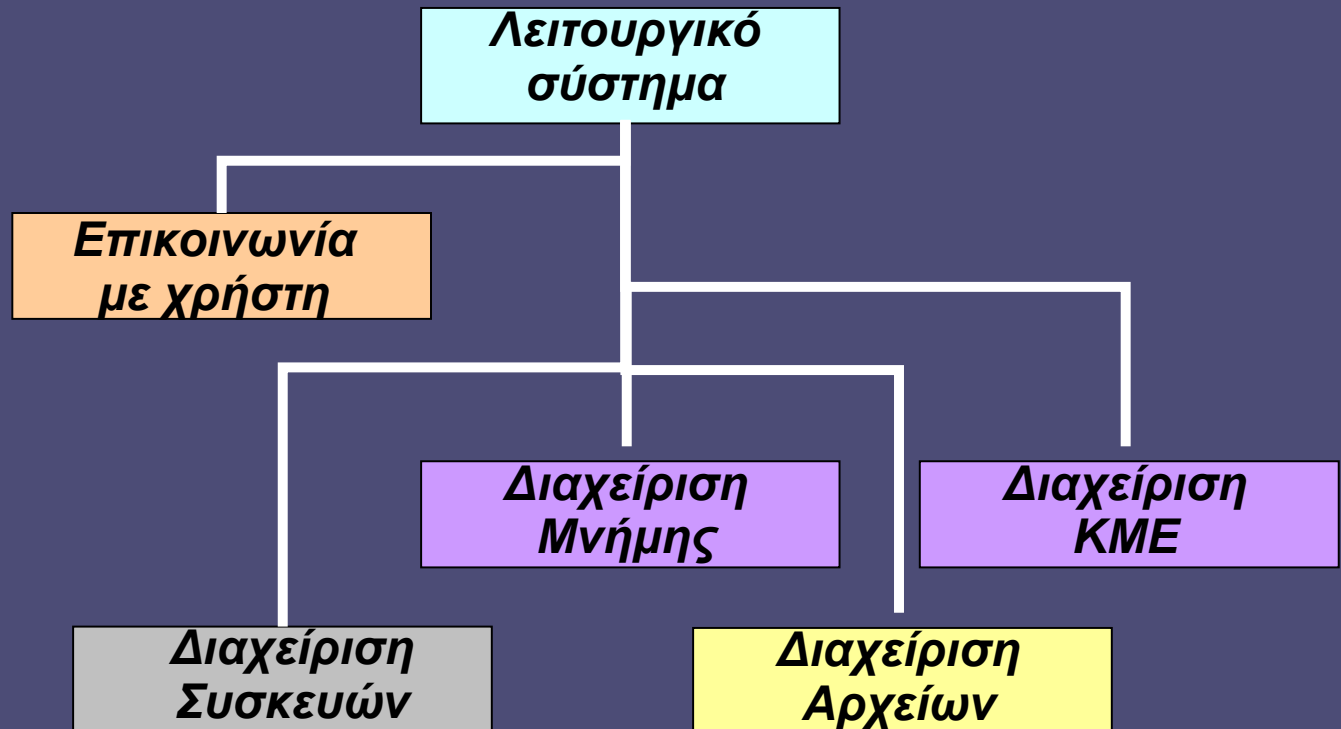 Λειτουργικό
σύστημα
Επικοινωνία
με χρήστη
Διαχείριση
Μνήμης
Διαχείριση
ΚΜΕ
Διαχείριση
Συσκευών
Διαχείριση
Αρχείων